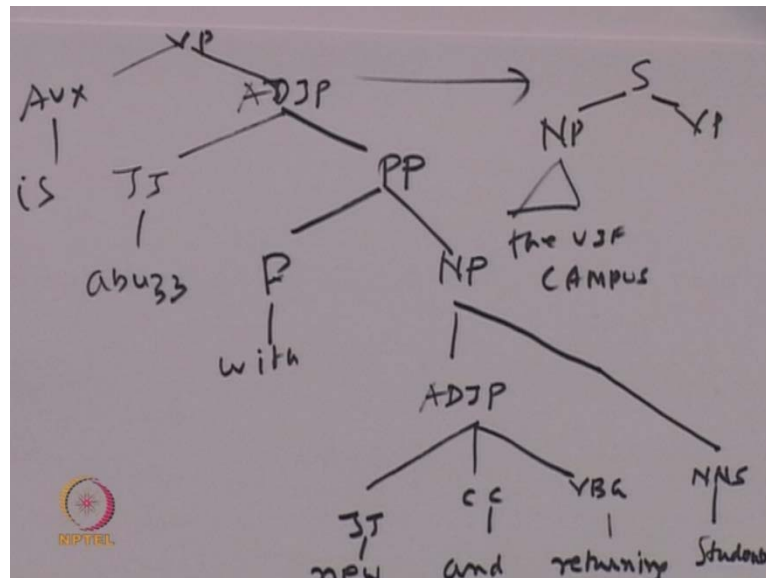 VP
S
AUX ADJP
NP VP
is JJ PP
the UJF
CAMPUS
abuzz P NP
with
ADJP
JJ CC VBG NNS
new and returning Students
NPTEL